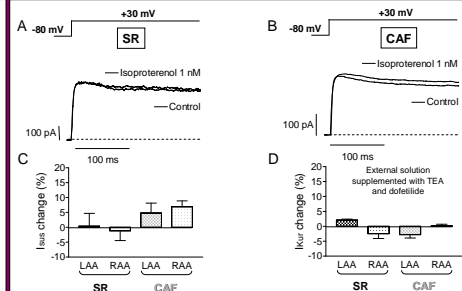 A
+30 mV
-80 mV
SR
Isoproterenol 1 nM
Control
100 pA
100 ms
B
+30 mV
-80 mV
CAF
Isoproterenol 1 nM
Control
100 pA
100 ms
C
Isus change (%)
20
15
10
5
0
-5
-10
LAA RAA LAA RAA
SR CAF
D
IKur change (%)
20
15
10
5
0
-5
-10
External solution
supplemented with TEA
and dofetilide
LAA RAA LAA RAA
SR CAF